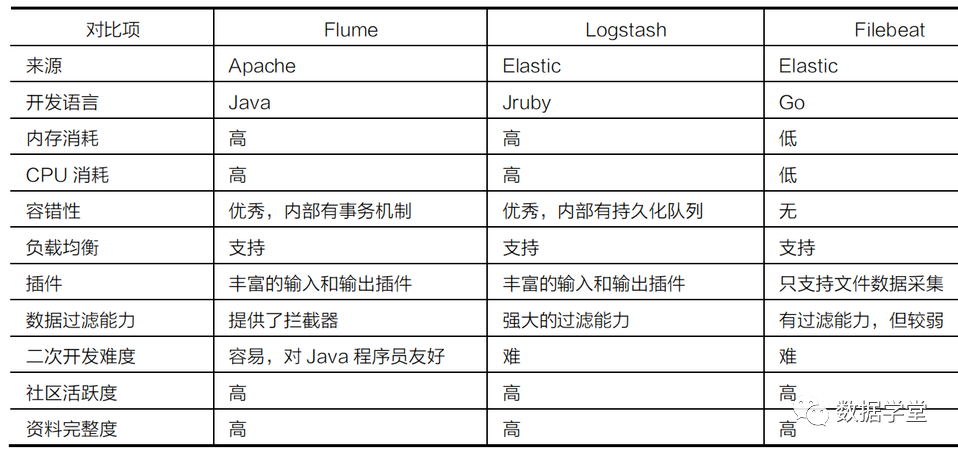 对比项 Flume Logstash Filebeat
来源 Apache Elastic Elastic
开发语言 Java Jruby Go
内存消耗 高 高 低
CPU 消耗 高 高 低
容错性 优秀，内部有事务机制 优秀，内部有持久化队列 无
负载均衡 支持 支持 支持
插件 丰富的输入和输出插件 丰富的输入和输出插件 只支持文件数据采集
数据过滤能力 提供了拦截器 强大的过滤能力 有过滤能力，但较弱
二次开发难度 容易，对 Java 程序员友好 难 难
社区活跃度 高 高 高
资料完整度 高 高 高
数据学堂